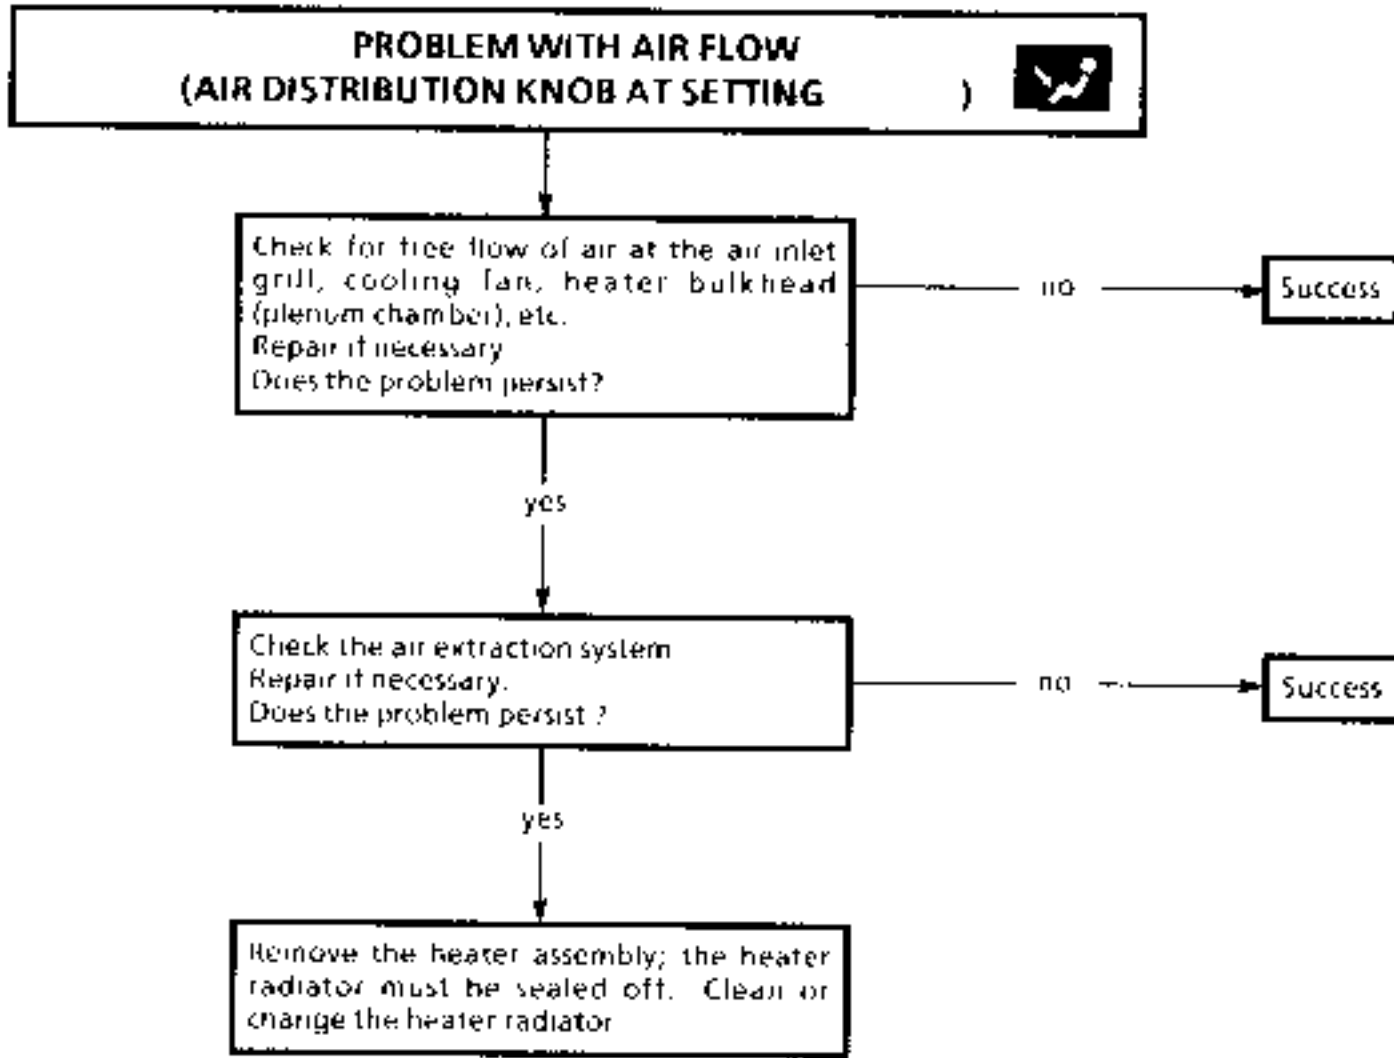 PROBLEM WITH AIR FLOW
(AIR DISTRIBUTION KNOB AT SETTING )
Check for free flow of air at the air inlet
grill, cooling fan, heater bulkhead
(plenum chamber), etc.
Repair if necessary
Does the problem persist?
no
Success
yes
Check the air extraction system
Repair if necessary.
Does the problem persist ?
no
Success
yes
Remove the heater assembly; the heater
radiator must be sealed off. Clean or
change the heater radiator